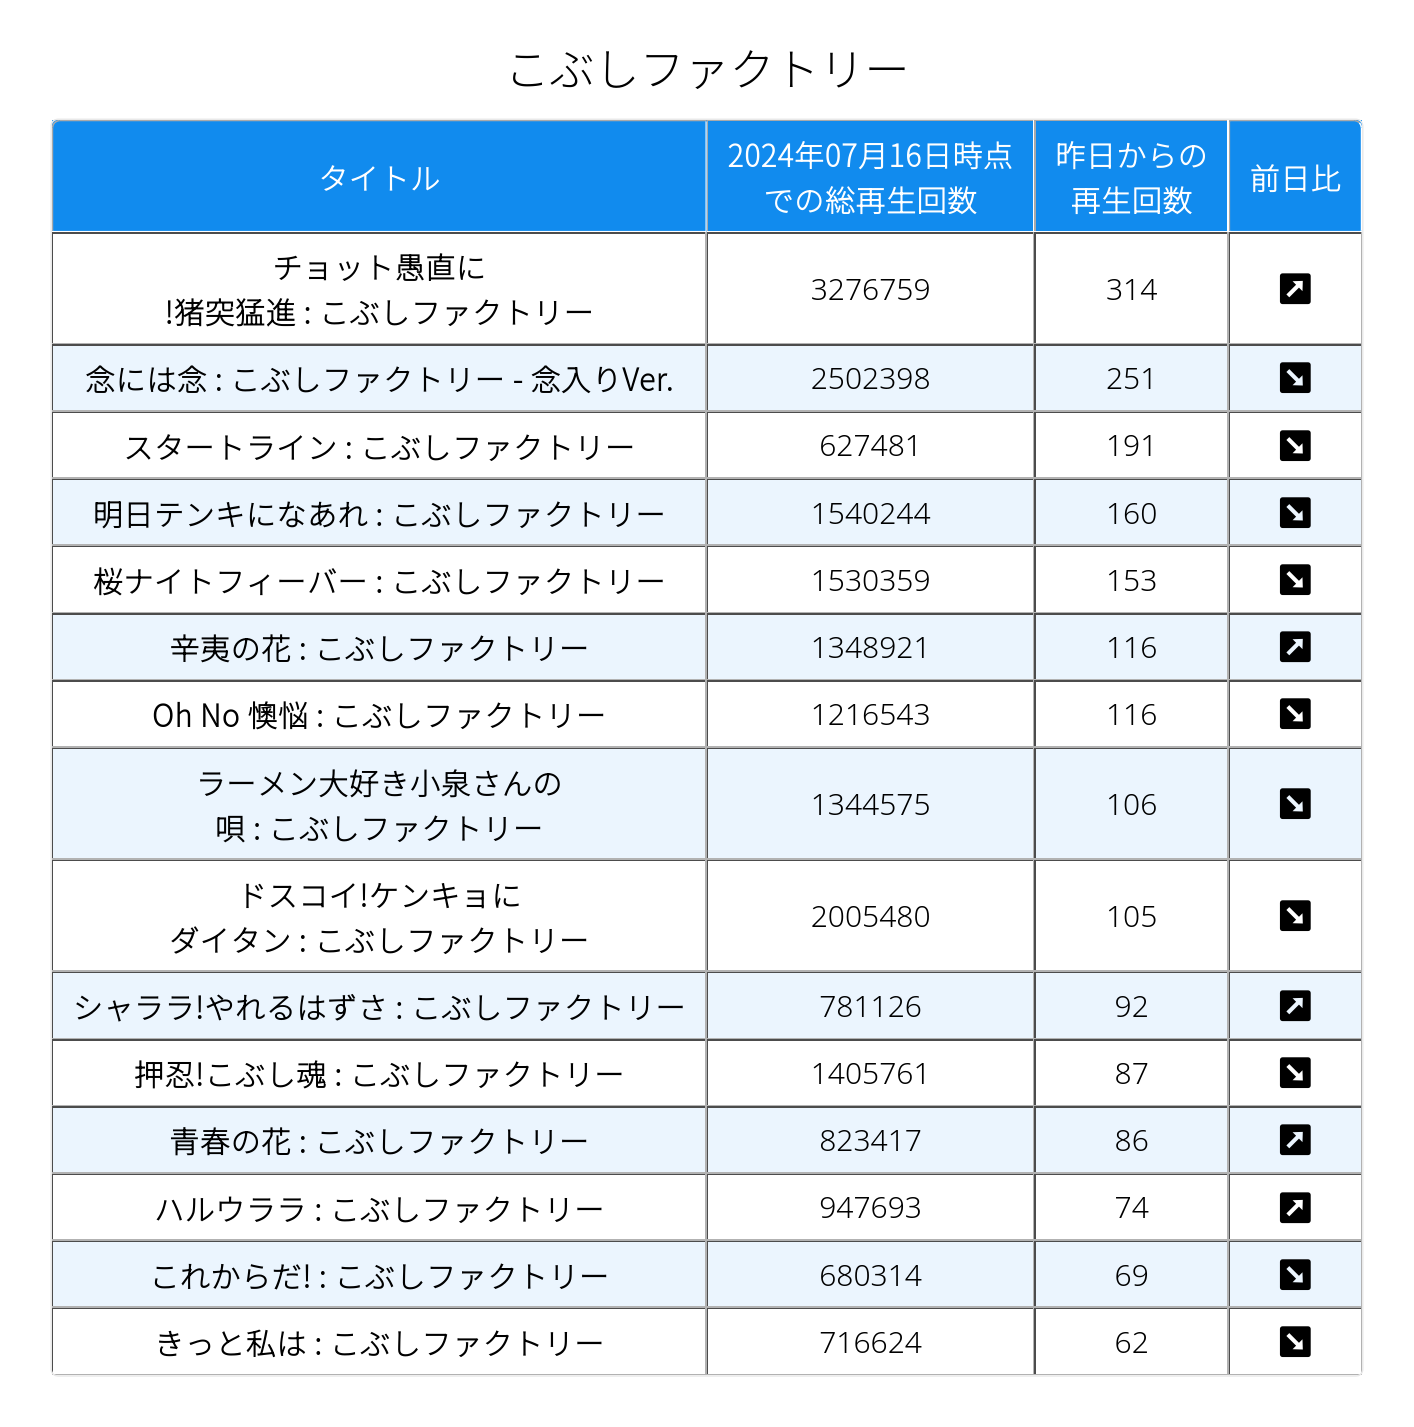 こぶしファクトリー
タイトル
2024年07月16日時点
での総再生回数
昨日からの
再生回数
前日比
チョット愚直に
!猪突猛進 : こぶしファクトリー
3276759
314
念には念 : こぶしファクトリー - 念入りVer.
2502398
251
スタートライン : こぶしファクトリー
627481
191
明日テンキになあれ : こぶしファクトリー
1540244
160
桜ナイトフィーバー : こぶしファクトリー
1530359
153
辛夷の花 : こぶしファクトリー
1348921
116
Oh No 懊悩 : こぶしファクトリー
1216543
116
ラーメン大好き小泉さんの
唄 : こぶしファクトリー
1344575
106
ドスコイ!ケンキョに
ダイタン : こぶしファクトリー
2005480
105
シャララ!やれるはずさ : こぶしファクトリー
781126
92
押忍!こぶし魂 : こぶしファクトリー
1405761
87
青春の花 : こぶしファクトリー
823417
86
ハルウララ : こぶしファクトリー
947693
74
これからだ! : こぶしファクトリー
680314
69
きっと私は : こぶしファクトリー
716624
62